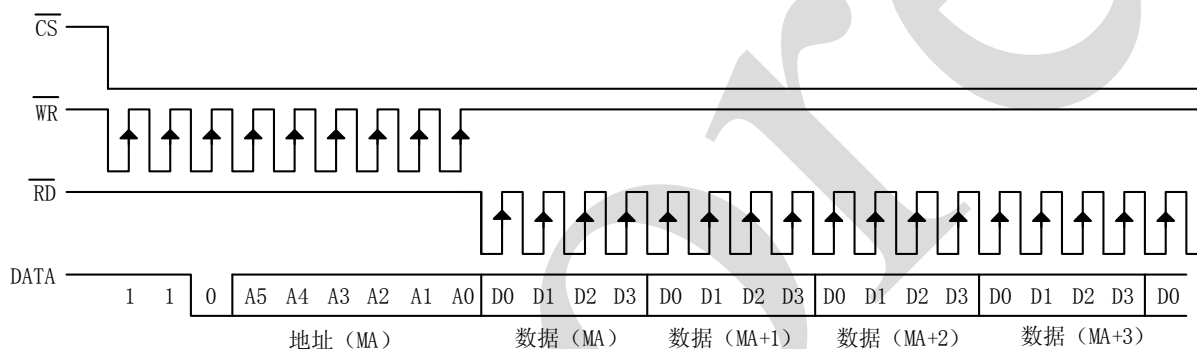 CS
WR
RD
DATA 1 1 0 A5 A4 A3 A2 A1 A0 D0 D1 D2 D3 D0 D1 D2 D3 D0 D1 D2 D3 D0 D1 D2 D3 D0
地址（MA） 数据（MA） 数据（MA+1） 数据（MA+2） 数据（MA+3）